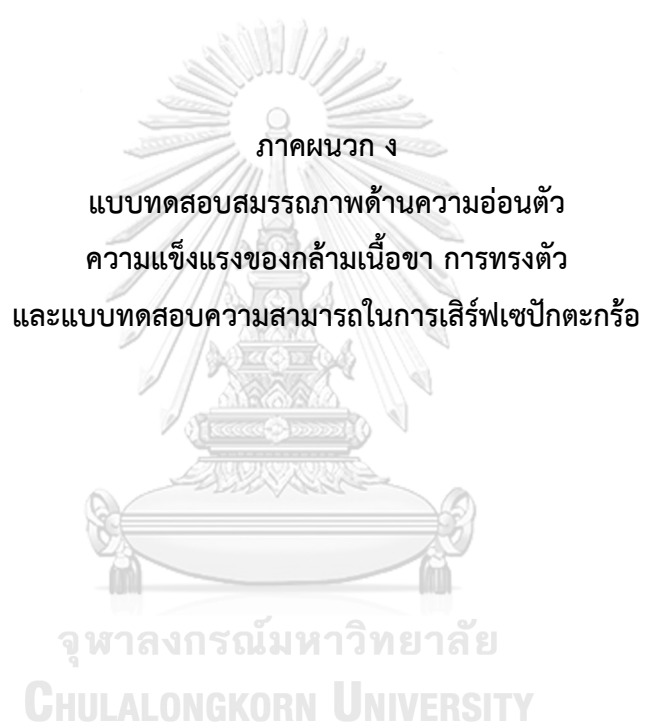 ภาคผนวก ง
แบบทดสอบสมรรถภาพด้านความอ่อนตัว
ความแข็งแรงของกล้ามเนื้อขา การทรงตัว
และแบบทดสอบความสามารถในการเสิร์ฟเซปักตะกร้อ
จุฬาลงกรณ์มหาวิทยาลัย
CHULALONGKORN UNIVERSITY